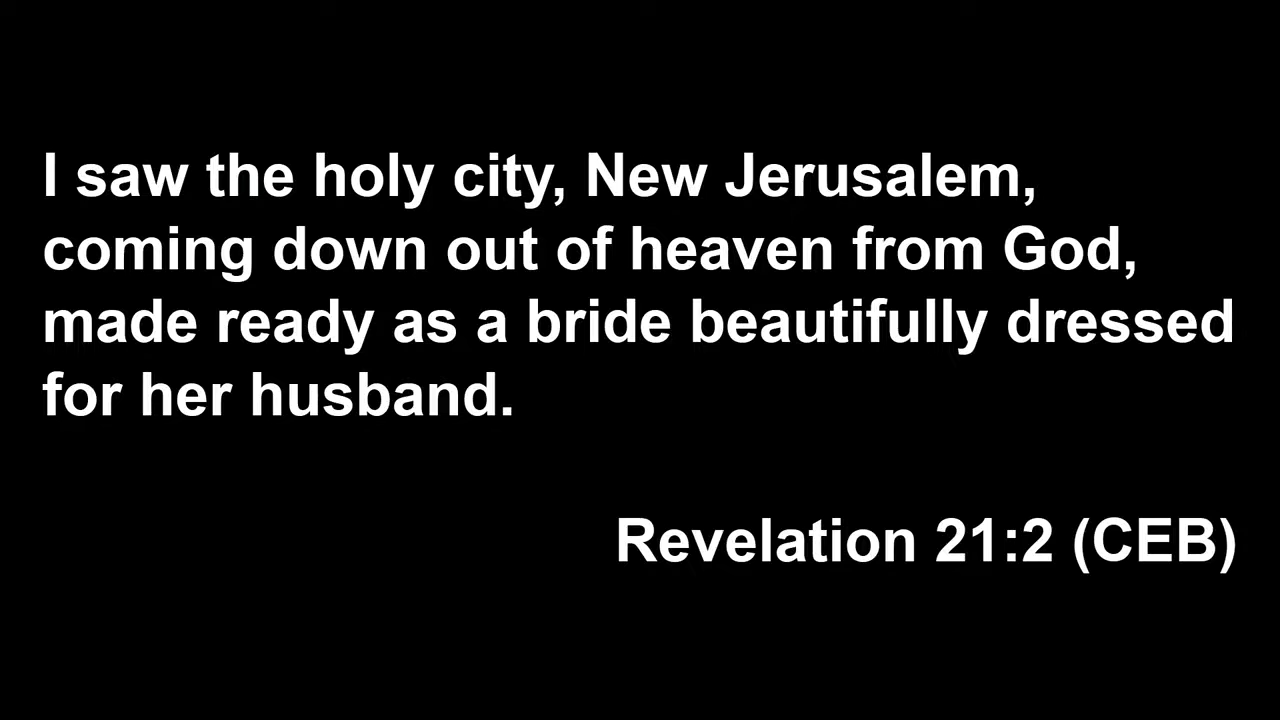 I saw the holy city, New Jerusalem,
coming down out of heaven from God,
made ready as a bride beautifully dressed
for her husband.
Revelation 21:2 (CEB)